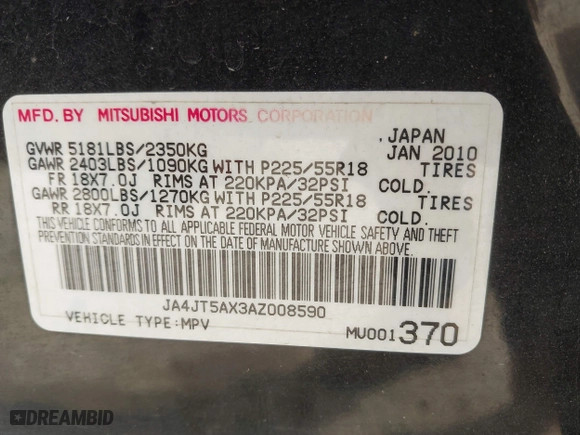 MFD. BY MITSUBISHI MOTORS CORPORATION
, JAPAN
GVWR 5181LBS/2350KG JAN 2010
GAWR 2403LBS/1090KG WITH P225/55R18 TIRES
FR 18X7.0J RIMS AT 220KPA/32PSI COLD.
GAWR 2800LBS/1270KG WITH P225/55R18 TIRES
RR 18X7.0J RIMS AT 220KPA/32PSI COLD.
THIS VEHICLE CONFORMS TO ALL APPLICABLE FEDERAL MOTOR VEHICLE SAFETY AND THEFT
PREVENTION STANDARDS IN EFFECT ON THE DATE OF MANUFACTURE SHOWN ABOVE.
JA4JT5AX3AZ008590
VEHICLE TYPE:MPV MU001370
DREAMBID